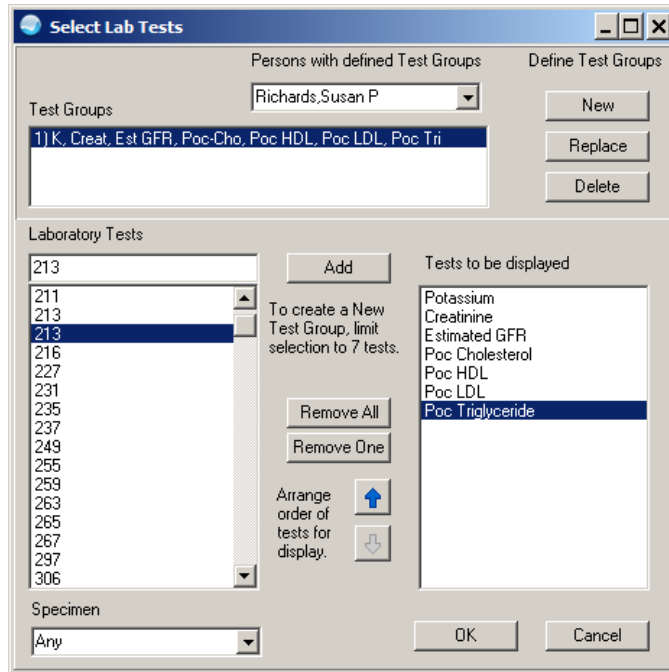 Select Lab Tests
Persons with defined Test Groups
Define Test Groups
Richards,Susan P
New
Test Groups
1) K, Creat, Est GFR, Poc-Cho, Poc HDL, Poc LDL, Poc Tri
Replace
Delete
Laboratory Tests
213
211
213
213
216
227
231
235
237
249
255
259
263
265
267
297
306
Add
To create a New
Test Group, limit
selection to 7 tests.
Remove All
Remove One
Arrange
order of
tests for
display.
Tests to be displayed
Potassium
Creatinine
Estimated GFR
Poc Cholesterol
Poc HDL
Poc LDL
Poc Triglyceride
Specimen
Any
OK
Cancel